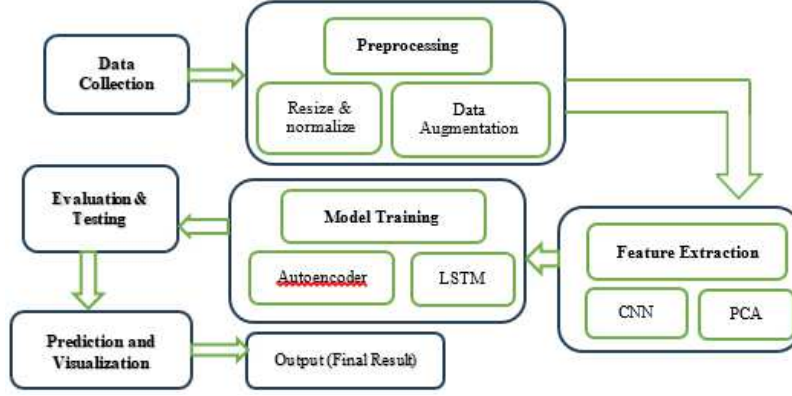 Data
Collection
Preprocessing
Resize &
normalize
Data
Augmentation
Feature Extraction
CNN
PCA
Model Training
Autoencoder
LSTM
Evaluation &
Testing
Prediction and
Visualization
Output (Final Result)